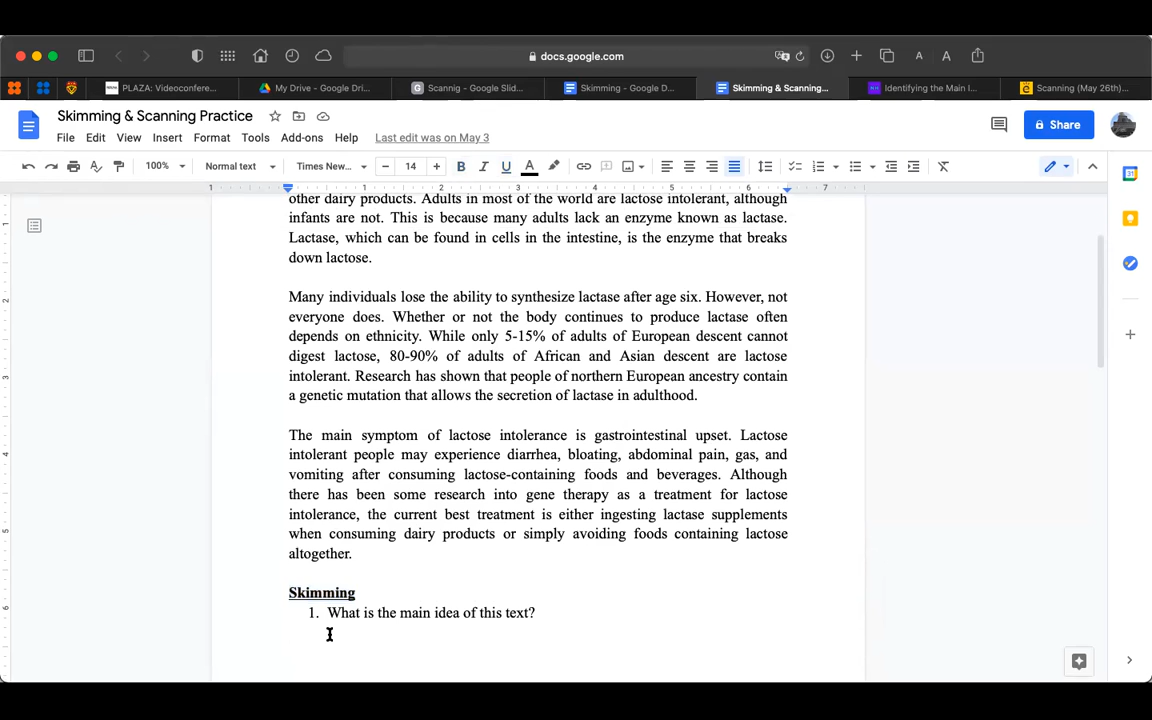 docs.google.com
A
A
PLAZA: Videoconfere...
My Drive - Google Dri...
Scannig - Google Slid...
Skimming - Google D...
Skimming & Scanning...
Identifying the Main I...
Scanning (May 26th)...
Skimming & Scanning Practice
File Edit View Insert Format Tools Add-ons Help Last edit was on May 3
Share
100% Normal text Times New... - 14 + B I U A
1 1 2 3 4 5 6 7
other dairy products. Adults in most of the world are lactose intolerant, although
infants are not. This is because many adults lack an enzyme known as lactase.
Lactase, which can be found in cells in the intestine, is the enzyme that breaks
down lactose.
Many individuals lose the ability to synthesize lactase after age six. However, not
everyone does. Whether or not the body continues to produce lactase often
depends on ethnicity. While only 5-15% of adults of European descent cannot
digest lactose, 80-90% of adults of African and Asian descent are lactose
intolerant. Research has shown that people of northern European ancestry contain
a genetic mutation that allows the secretion of lactase in adulthood.
The main symptom of lactose intolerance is gastrointestinal upset. Lactose
intolerant people may experience diarrhea, bloating, abdominal pain, gas, and
vomiting after consuming lactose-containing foods and beverages. Although
there has been some research into gene therapy as a treatment for lactose
intolerance, the current best treatment is either ingesting lactase supplements
when consuming dairy products or simply avoiding foods containing lactose
altogether.
Skimming
1. What is the main idea of this text?